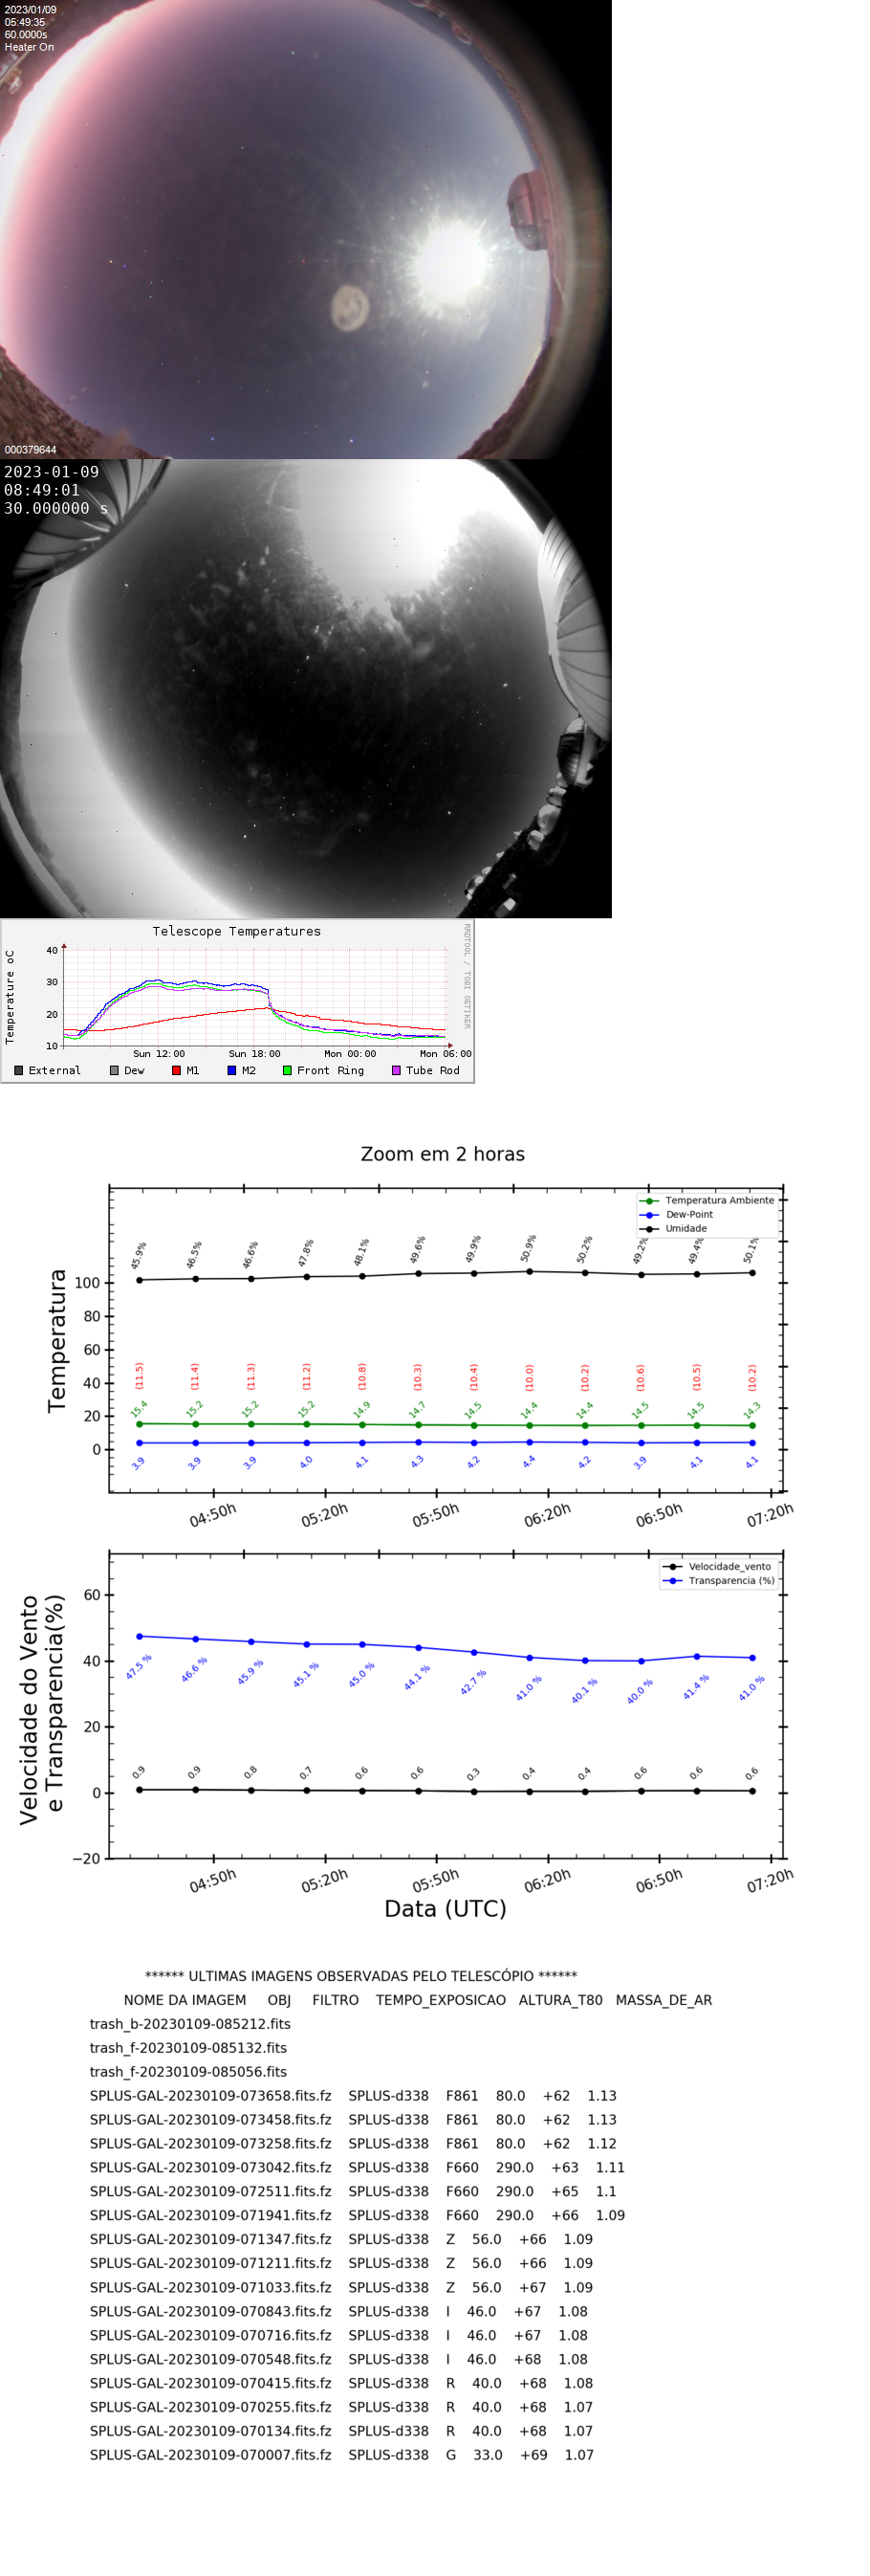 2023/01/09
05:49:35
60.0000s
Heater On
000379644
2023-01-09
08:49:01
30.000000 s
Telescope Temperatures
RRDTOOL / TOBI OETIKER
Temperature oC
40
30
20
10
Sun 12:00 Sun 18:00 Mon 00:00 Mon 06:00
External Dew M1 M2 Front Ring Tube Rod
Zoom em 2 horas
Temperatura Ambiente
Dew-Point
Umidade
Temperatura
45.9% 46.5% 46.6% 47.8% 48.1% 49.6% 49.9% 50.9% 50.2% 49.2% 49.4% 50.1%
100
80
60
40
20
0
(11.5) (11.4) (11.3) (11.2) (10.8) (10.3) (10.4) (10.0) (10.2) (10.6) (10.5) (10.2)
15.4 15.2 15.2 15.2 14.9 14.7 14.5 14.4 14.4 14.5 14.5 14.3
3.9 3.9 3.9 4.0 4.1 4.3 4.2 4.4 4.2 3.9 4.1 4.1
04:50h 05:20h 05:50h 06:20h 06:50h 07:20h
Velocidade_vento
Transparencia (%)
Velocidade do Vento
e Transparencia(%)
60
40
20
0
−20
47.5 % 46.6 % 45.9 % 45.1 % 45.0 % 44.1 % 42.7 % 41.0 % 40.1 % 40.0 % 41.4 % 41.0 %
0.9 0.9 0.8 0.7 0.6 0.6 0.3 0.4 0.4 0.6 0.6 0.6
04:50h 05:20h 05:50h 06:20h 06:50h 07:20h
Data (UTC)
****** ULTIMAS IMAGENS OBSERVADAS PELO TELESCÓPIO ******
NOME DA IMAGEM OBJ FILTRO TEMPO_EXPOSICAO ALTURA_T80 MASSA_DE_AR
trash_b-20230109-085212.fits
trash_f-20230109-085132.fits
trash_f-20230109-085056.fits
SPLUS-GAL-20230109-073658.fits.fz SPLUS-d338 F861 80.0 +62 1.13
SPLUS-GAL-20230109-073458.fits.fz SPLUS-d338 F861 80.0 +62 1.13
SPLUS-GAL-20230109-073258.fits.fz SPLUS-d338 F861 80.0 +62 1.12
SPLUS-GAL-20230109-073042.fits.fz SPLUS-d338 F660 290.0 +63 1.11
SPLUS-GAL-20230109-072511.fits.fz SPLUS-d338 F660 290.0 +65 1.1
SPLUS-GAL-20230109-071941.fits.fz SPLUS-d338 F660 290.0 +66 1.09
SPLUS-GAL-20230109-071347.fits.fz SPLUS-d338 Z 56.0 +66 1.09
SPLUS-GAL-20230109-071211.fits.fz SPLUS-d338 Z 56.0 +66 1.09
SPLUS-GAL-20230109-071033.fits.fz SPLUS-d338 Z 56.0 +67 1.09
SPLUS-GAL-20230109-070843.fits.fz SPLUS-d338 I 46.0 +67 1.08
SPLUS-GAL-20230109-070716.fits.fz SPLUS-d338 I 46.0 +67 1.08
SPLUS-GAL-20230109-070548.fits.fz SPLUS-d338 I 46.0 +68 1.08
SPLUS-GAL-20230109-070415.fits.fz SPLUS-d338 R 40.0 +68 1.08
SPLUS-GAL-20230109-070255.fits.fz SPLUS-d338 R 40.0 +68 1.07
SPLUS-GAL-20230109-070134.fits.fz SPLUS-d338 R 40.0 +68 1.07
SPLUS-GAL-20230109-070007.fits.fz SPLUS-d338 G 33.0 +69 1.07